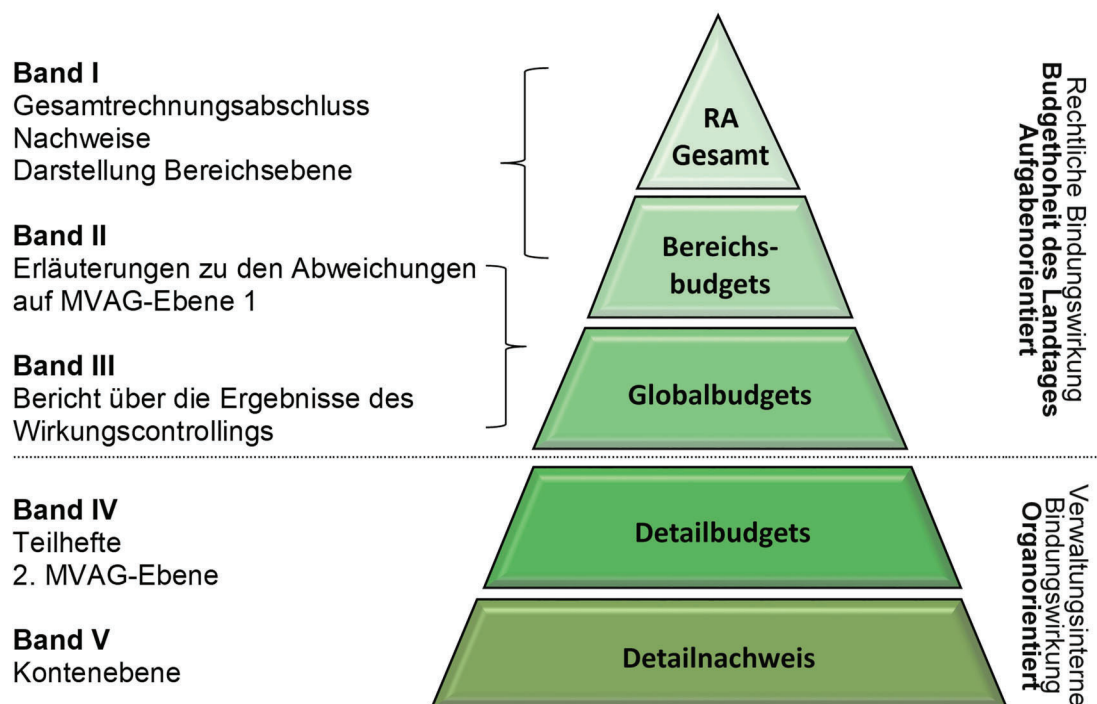 Band I
Gesamtrechnungsabschluss
Nachweise
Darstellung Bereichsebene
Band II
Erläuterungen zu den Abweichungen
auf MVAG-Ebene 1
Band III
Bericht über die Ergebnisse des
Wirkungscontrollings
Band IV
Teilhefte
2. MVAG-Ebene
Band V
Kontenebene
RA
Gesamt
Bereichs-
budgets
Globalbudgets
Detailbudgets
Detailnachweis
Rechtliche Bindungswirkung
Budgethoheit des Landtages
Aufgabenorientiert
Verwaltungsinterne
Bindungswirkung
Organorientiert